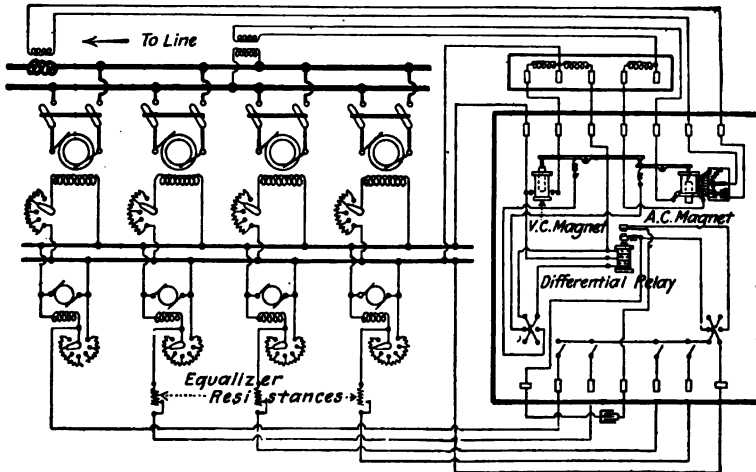 To Line
V.C. Magnet
A.C. Magnet
Differential Relay
Equalizer
Resistances